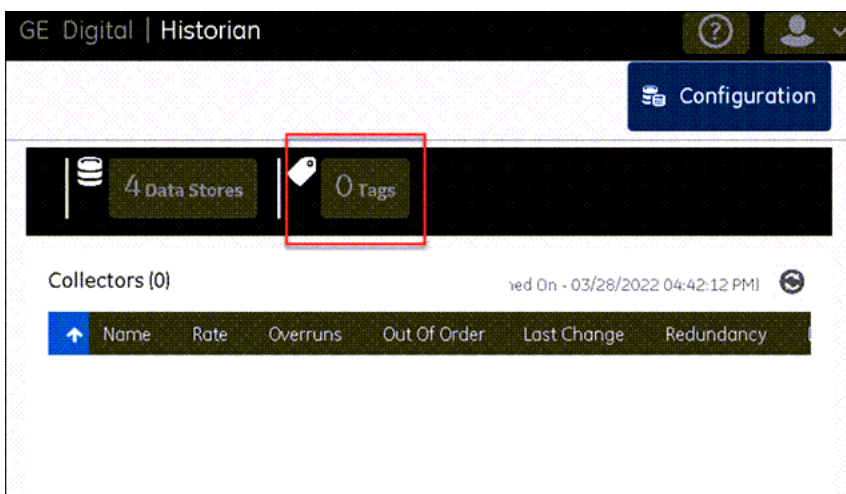 GE Digital | Historian
Configuration
4 Data Stores 0 Tags
Collectors (0) ned On - 03/28/2022 04:42:12 PM)
Name Rate Overruns Out Of Order Last Change Redundancy